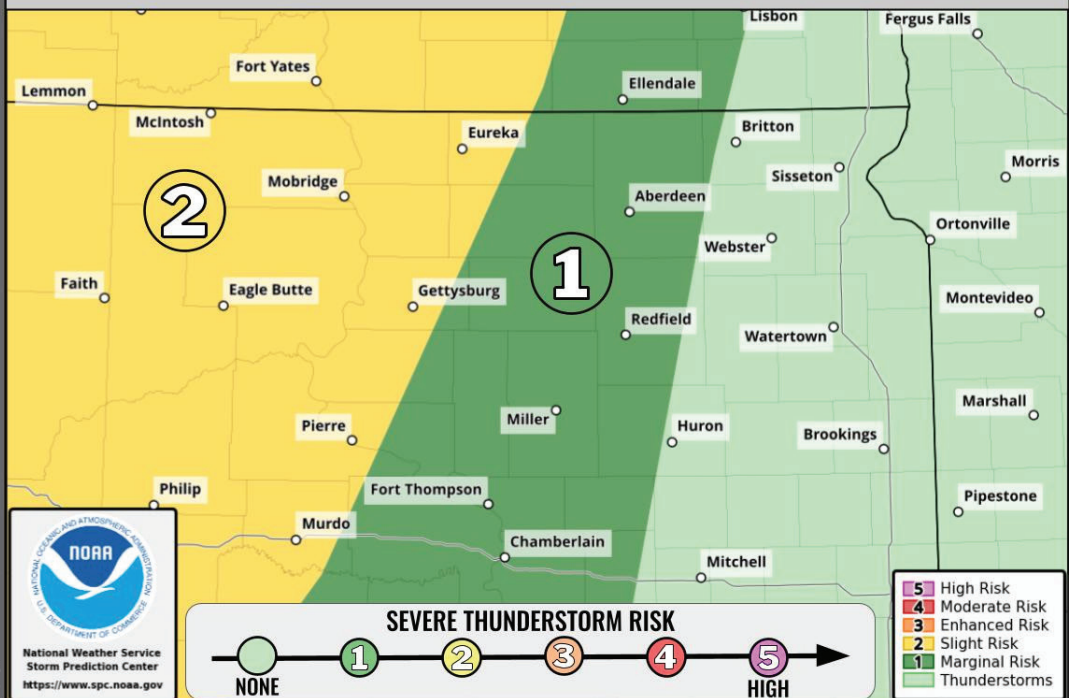 Lisbon
Fergus Falls
Fort Yates
Lemmon
Ellendale
McIntosh
Eureka
Britton
Morris
Sisseton
Mobridge
2
Aberdeen
Ortonville
Webster
1
Faith
Eagle Butte
Gettysburg
Montevideo
Redfield
Watertown
Marshall
Miller
Pierre
Huron
Brookings
Philip
Fort Thompson
Pipestone
Murdo
Chamberlain
Mitchell
NATIONAL OCEANIC AND ATMOSPHERIC ADMINISTRATION
NOAA
U.S. DEPARTMENT OF COMMERCE
National Weather Service
Storm Prediction Center
https://www.spc.noaa.gov
SEVERE THUNDERSTORM RISK
1 2 3 4 5
NONE HIGH
5 High Risk
4 Moderate Risk
3 Enhanced Risk
2 Slight Risk
1 Marginal Risk
Thunderstorms